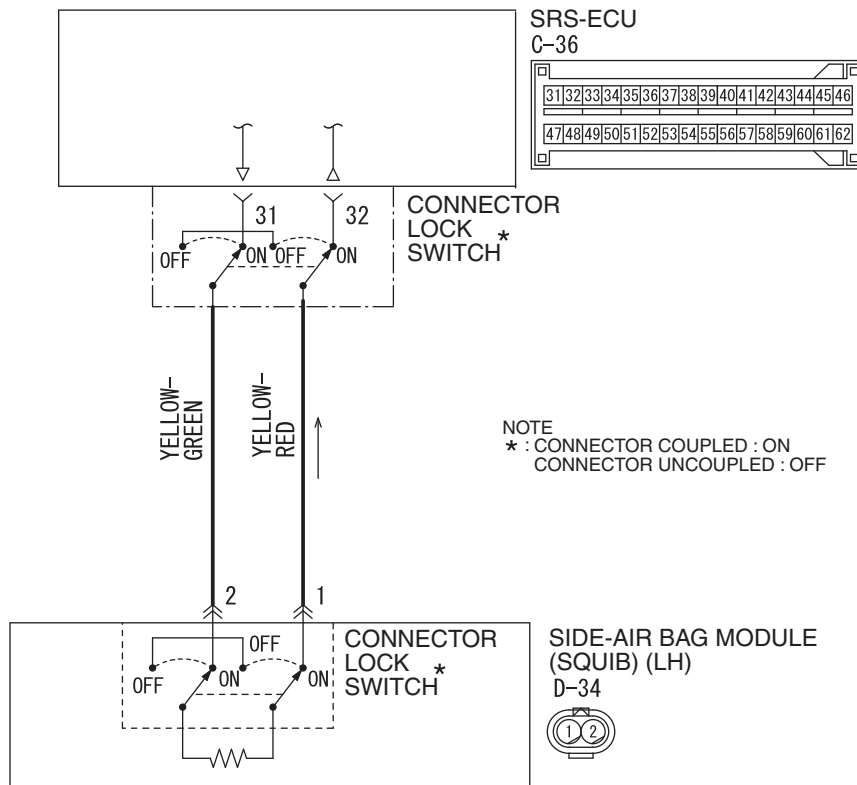 SRS-ECU
C-36
31 32 33 34 35 36 37 38 39 40 41 42 43 44 45 46
47 48 49 50 51 52 53 54 55 56 57 58 59 60 61 62
31
32
CONNECTOR
LOCK
SWITCH*
OFF
ON
OFF
ON
YELLOW-
GREEN
YELLOW-
RED
NOTE
* : CONNECTOR COUPLED : ON
CONNECTOR UNCOUPLED : OFF
2
1
CONNECTOR
LOCK
SWITCH*
OFF
ON
OFF
ON
SIDE-AIR BAG MODULE
(SQUIB) (LH)
D-34
1 2